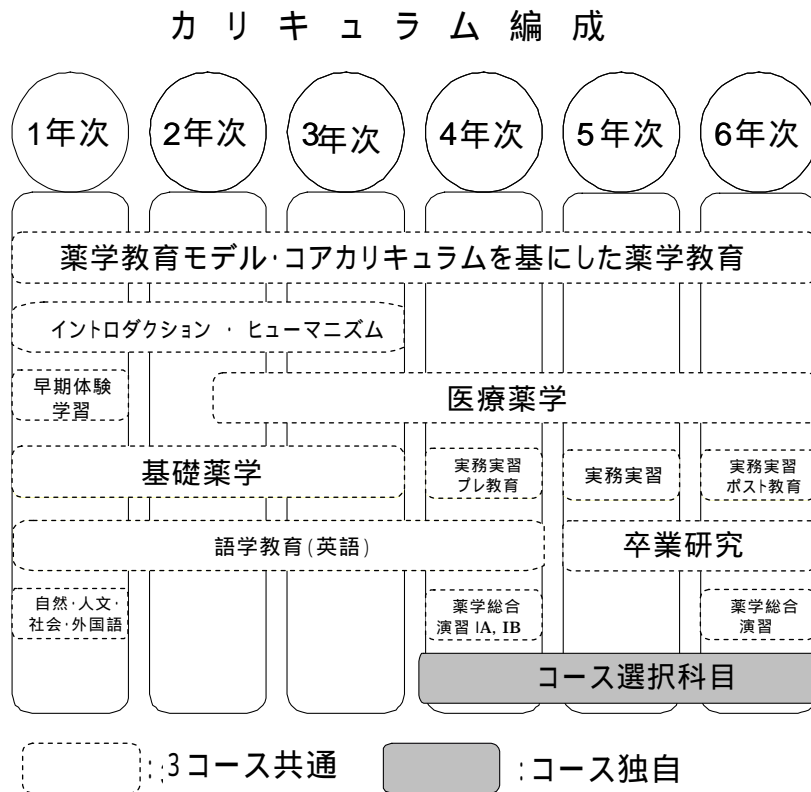 カリキュラム編成
1年次 2年次 3年次 4年次 5年次 6年次
薬学教育モデル・コアカリキュラムを基にした薬学教育
イントロダクション ・ ヒューマニズム
早期体験
学習
医療薬学
基礎薬学
実務実習
プレ教育
実務実習
実務実習
ポスト教育
語学教育(英語)
卒業研究
自然・人文・
社会・外国語
薬学総合
演習 IA, IB
薬学総合
演習
コース選択科目
:3コース共通
:コース独自